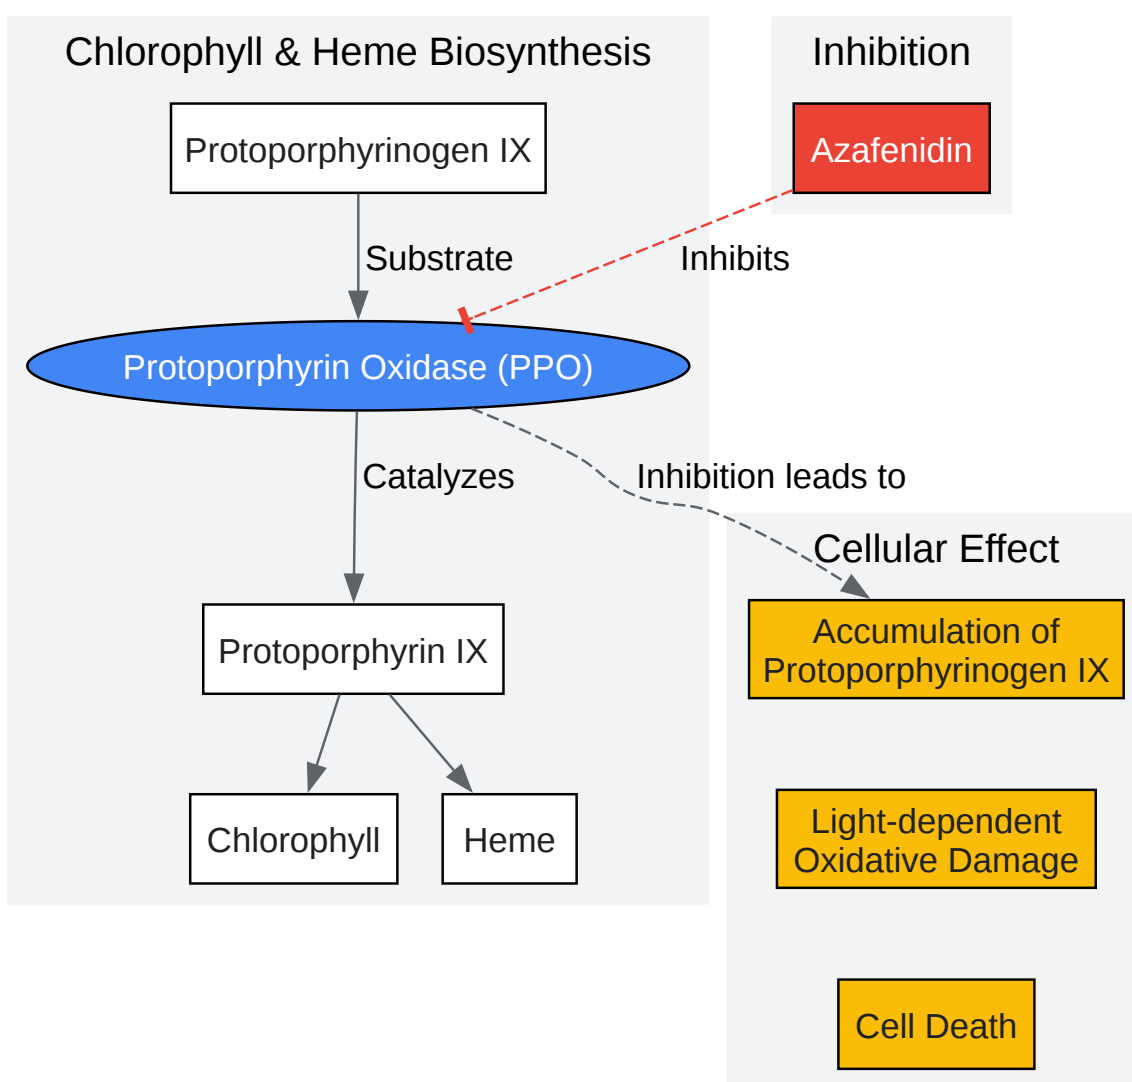 Chlorophyll & Heme Biosynthesis
Inhibition
Protoporphyrinogen IX
Azafenidin
Substrate
Inhibits
Protoporphyrin Oxidase (PPO)
Catalyzes
Inhibition leads to
Cellular Effect
Accumulation of
Protoporphyrinogen IX
Protoporphyrin IX
Chlorophyll
Heme
Light-dependent
Oxidative Damage
Cell Death